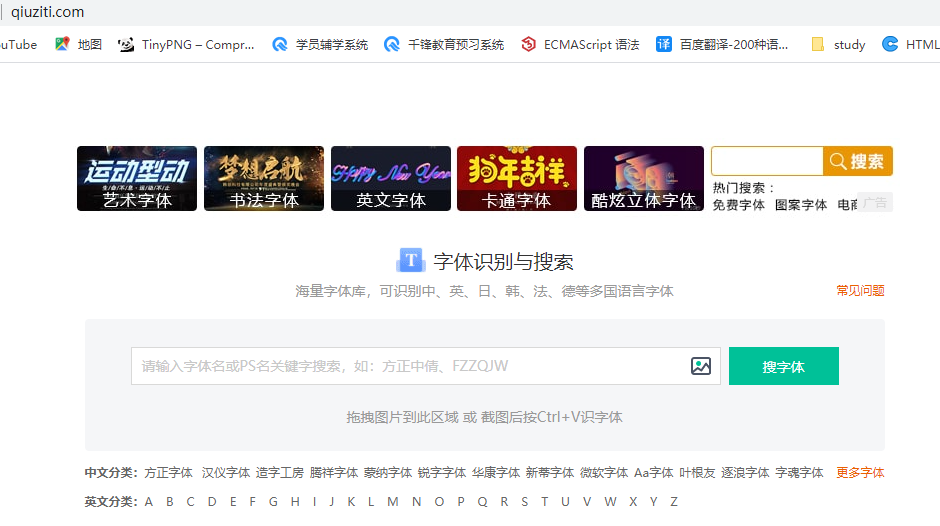 qiuziti.com
uTube 地图 TinyPNG – Compr... 学员辅学系统 千锋教育预习系统 ECMAScript 语法 译 百度翻译-200种语... study HTML
运动型动 梦想启航 Happy New Year 狗年吉祥 搜索
生命不息·运动不止
艺术字体 书法字体 英文字体 卡通字体 酷炫立体字体
热门搜索：
免费字体 图案字体 电商 广告
T 字体识别与搜索
海量字体库，可识别中、英、日、韩、法、德等多国语言字体 常见问题
请输入字体名或PS名关键字搜索，如：方正中倩、FZZQJW 搜字体
拖拽图片到此区域 或 截图后按Ctrl+V识字体
中文分类： 方正字体 汉仪字体 造字工房 腾祥字体 蒙纳字体 锐字字体 华康字体 新蒂字体 微软字体 Aa字体 叶根友 逐浪字体 字魂字体 更多字体
英文分类： A B C D E F G H I J K L M N O P Q R S T U V W X Y Z